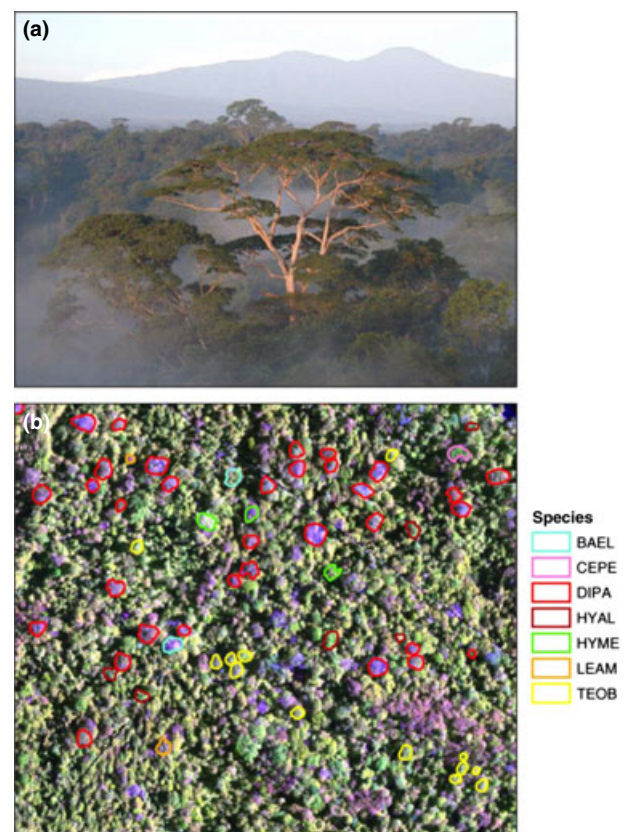 (a)
(b)
Species
BAEL
CEPE
DIPA
HYAL
HYME
LEAM
TEOB